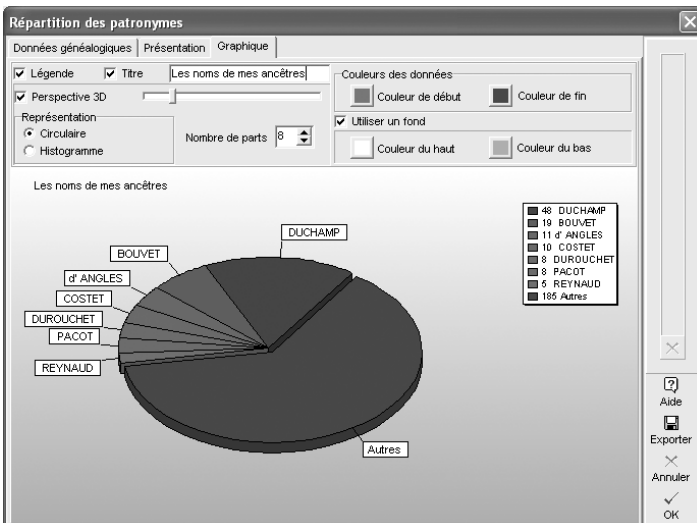 Répartition des patronymes
Données généalogiques Présentation Graphique
Légende Titre Les noms de mes ancêtres
Perspective 3D
Représentation
Circulaire
Histogramme
Nombre de parts 8
Couleurs des données
Couleur de début Couleur de fin
Utiliser un fond
Couleur du haut Couleur du bas
Les noms de mes ancêtres
DUCHAMP
BOUVET
d' ANGLES
COSTET
DUROUCHET
PACOT
REYNAUD
Autres
48 DUCHAMP
19 BOUVET
11 d' ANGLES
10 COSTET
8 DUROUCHET
8 PACOT
5 REYNAUD
185 Autres
Aide
Exporter
Annuler
OK